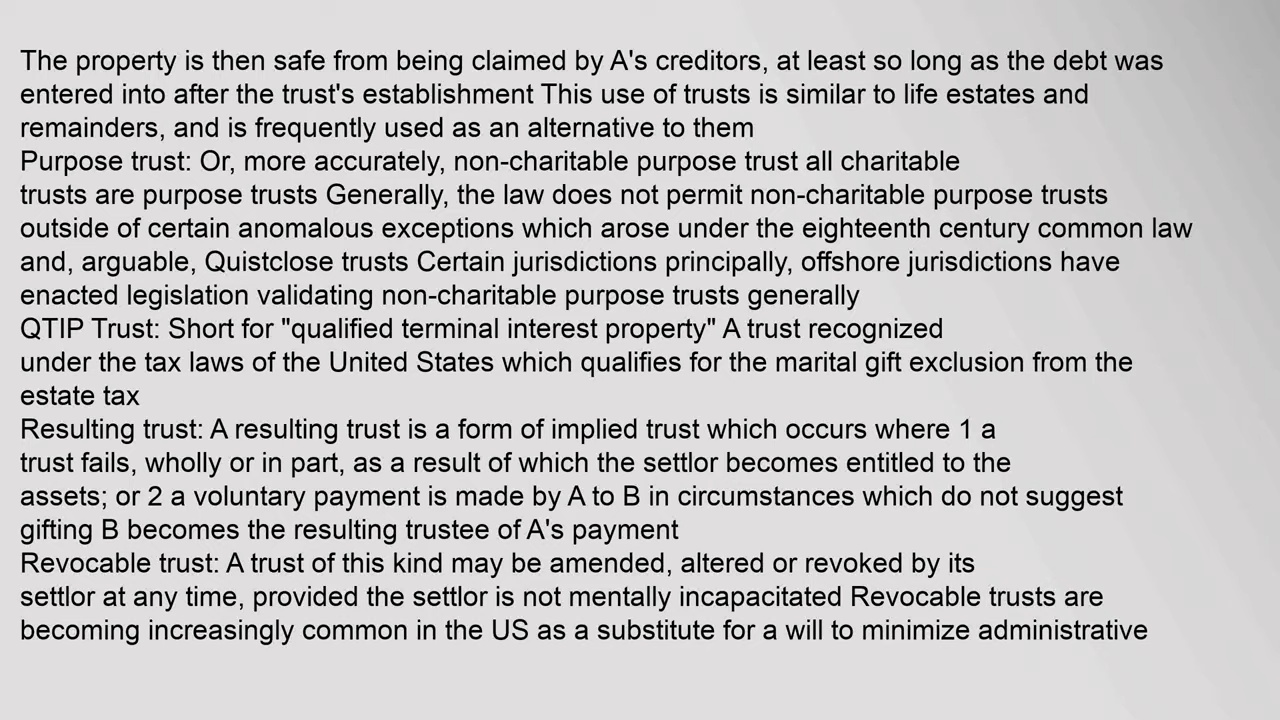 The property is then safe from being claimed by A's creditors, at least so long as the debt was
entered into after the trust's establishment This use of trusts is similar to life estates and
remainders, and is frequently used as an alternative to them
Purpose trust: Or, more accurately, non-charitable purpose trust all charitable
trusts are purpose trusts Generally, the law does not permit non-charitable purpose trusts
outside of certain anomalous exceptions which arose under the eighteenth century common law
and, arguable, Quistclose trusts Certain jurisdictions principally, offshore jurisdictions have
enacted legislation validating non-charitable purpose trusts generally
QTIP Trust: Short for "qualified terminal interest property" A trust recognized
under the tax laws of the United States which qualifies for the marital gift exclusion from the
estate tax
Resulting trust: A resulting trust is a form of implied trust which occurs where 1 a
trust fails, wholly or in part, as a result of which the settlor becomes entitled to the
assets; or 2 a voluntary payment is made by A to B in circumstances which do not suggest
gifting B becomes the resulting trustee of A's payment
Revocable trust: A trust of this kind may be amended, altered or revoked by its
settlor at any time, provided the settlor is not mentally incapacitated Revocable trusts are
becoming increasingly common in the US as a substitute for a will to minimize administrative